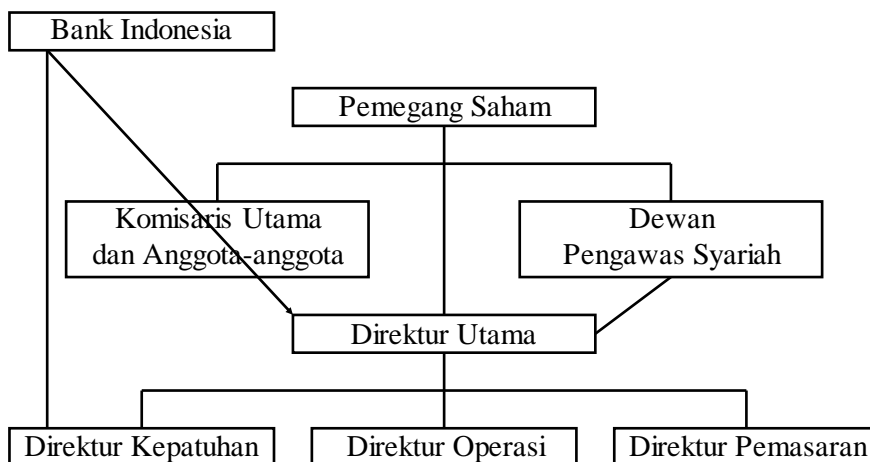 Bank Indonesia
Pemegang Saham
Komisaris Utama
dan Anggota-anggota
Dewan
Pengawas Syariah
Direktur Utama
Direktur Kepatuhan
Direktur Operasi
Direktur Pemasaran